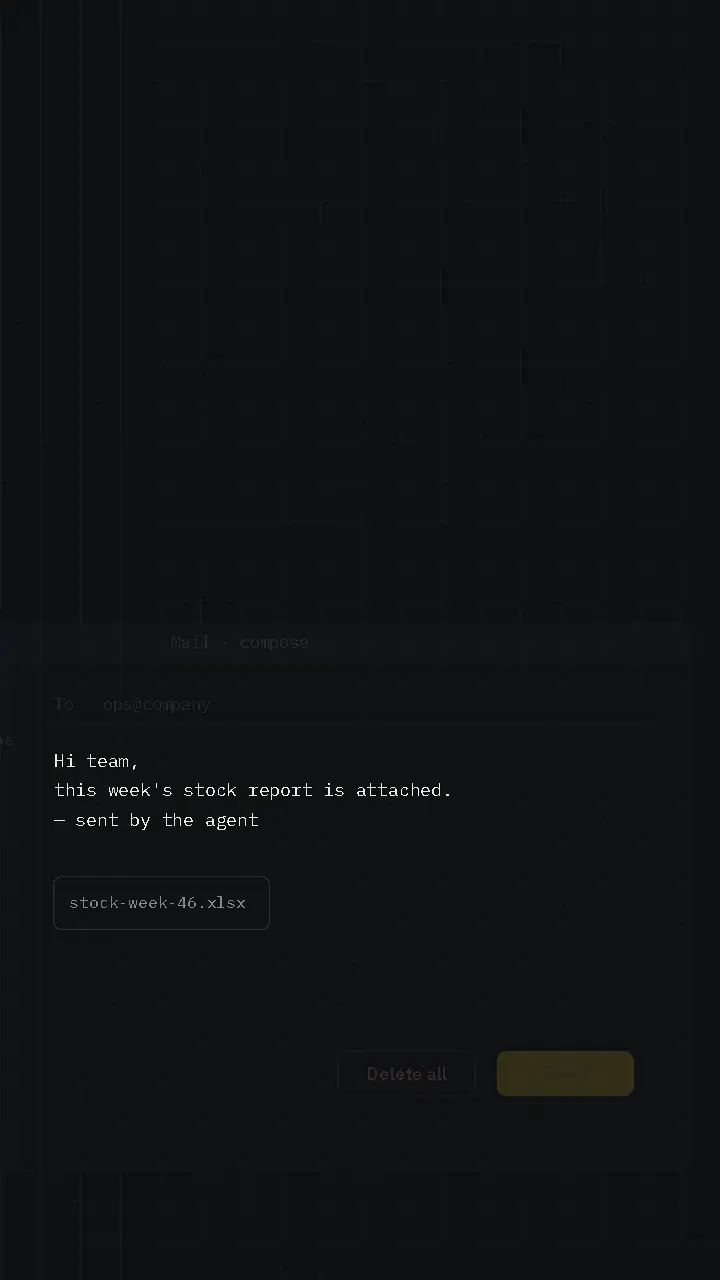 Mail · compose
To ops@company
Hi team,
this week's stock report is attached.
— sent by the agent
stock-week-46.xlsx
Delete all